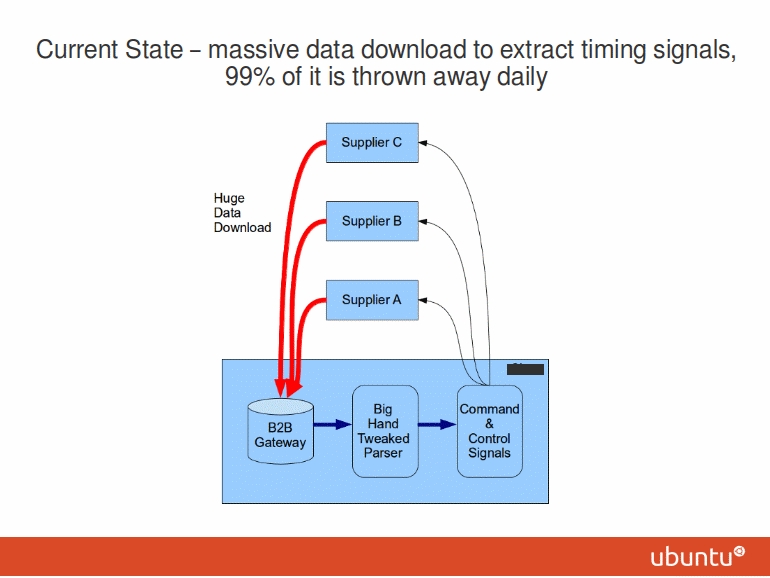 Current State – massive data download to extract timing signals,
99% of it is thrown away daily
Supplier C
Huge
Data
Download
Supplier B
Supplier A
B2B
Gateway
Big
Hand
Tweaked
Parser
Command
&
Control
Signals
ubuntu